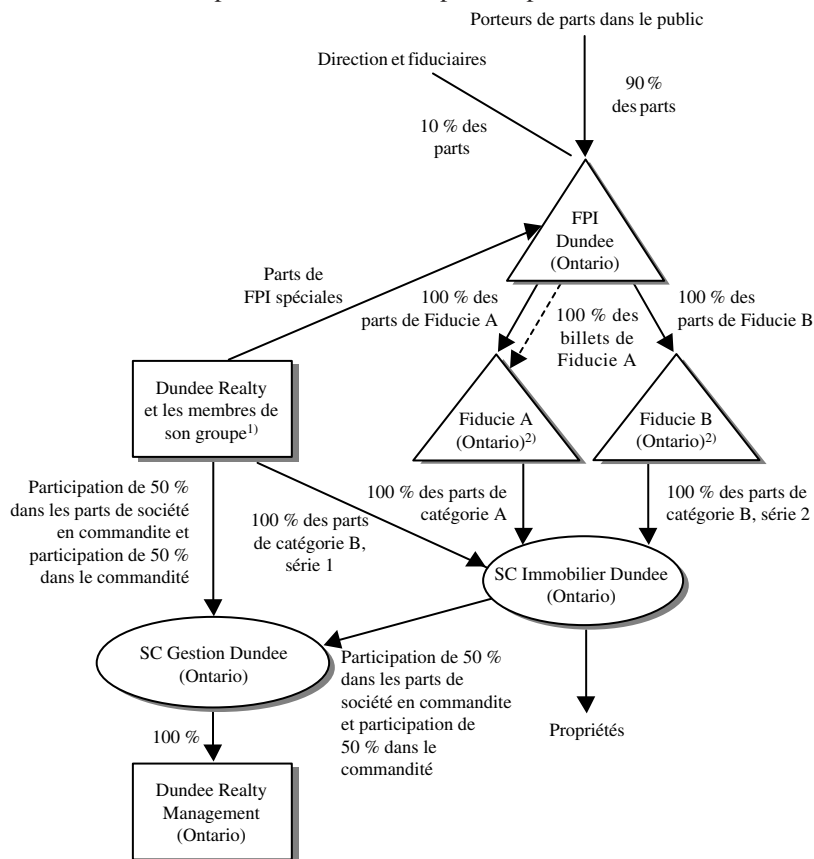 Porteurs de parts dans le public
Direction et fiduciaires
90 %
des parts
10 % des
parts
FPI
Dundee
(Ontario)
Parts de
FPI spéciales
100 % des
parts de Fiducie A
100 % des
billets de
Fiducie A
100 % des
parts de Fiducie B
Dundee Realty
et les membres de
son groupe1)
Fiducie A
(Ontario)2)
Fiducie B
(Ontario)2)
Participation de 50 %
dans les parts de société
en commandite et
participation de 50 %
dans le commandité
100 % des parts
de catégorie B,
série 1
100 % des parts de
catégorie A
100 % des parts de
catégorie B, série 2
SC Immobilier Dundee
(Ontario)
SC Gestion Dundee
(Ontario)
Participation de 50 %
dans les parts de
société en commandite
et participation de
50 % dans le
commandité
Propriétés
100 %
Dundee Realty
Management
(Ontario)